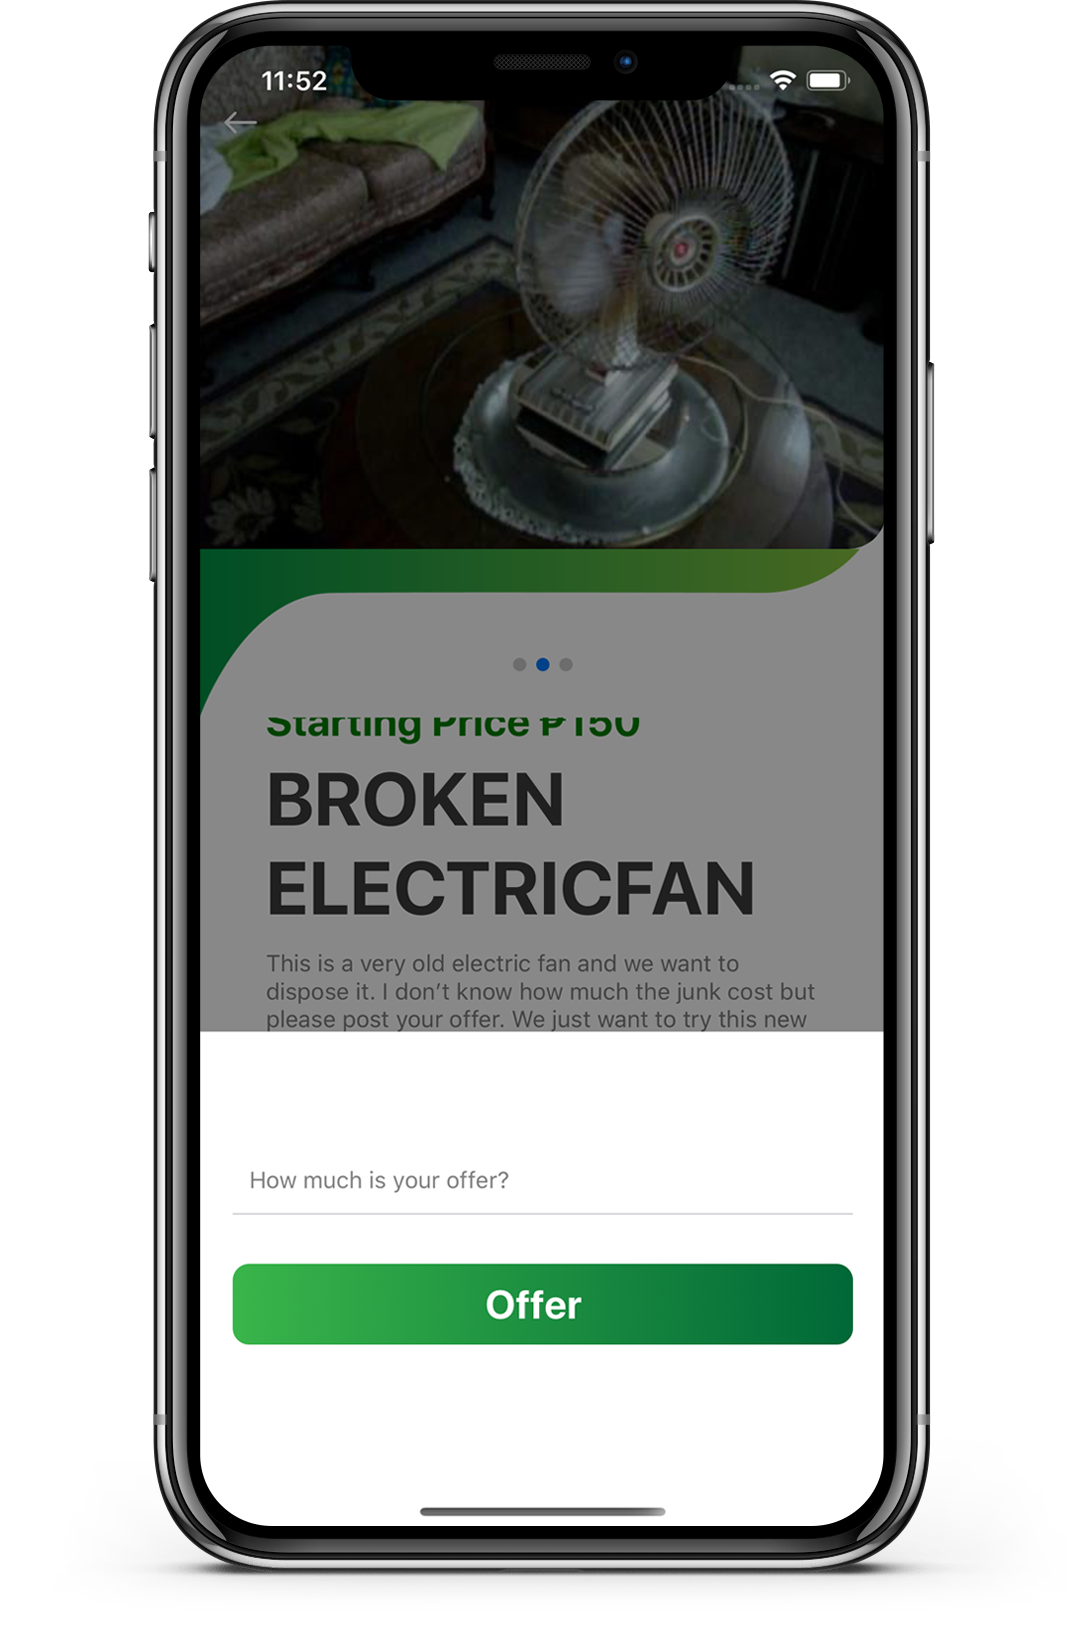 11:52
Starting Price ₱150
BROKEN
ELECTRICFAN
This is a very old electric fan and we want to
dispose it. I don’t know how much the junk cost but
please post your offer. We just want to try this new
How much is your offer?
Offer